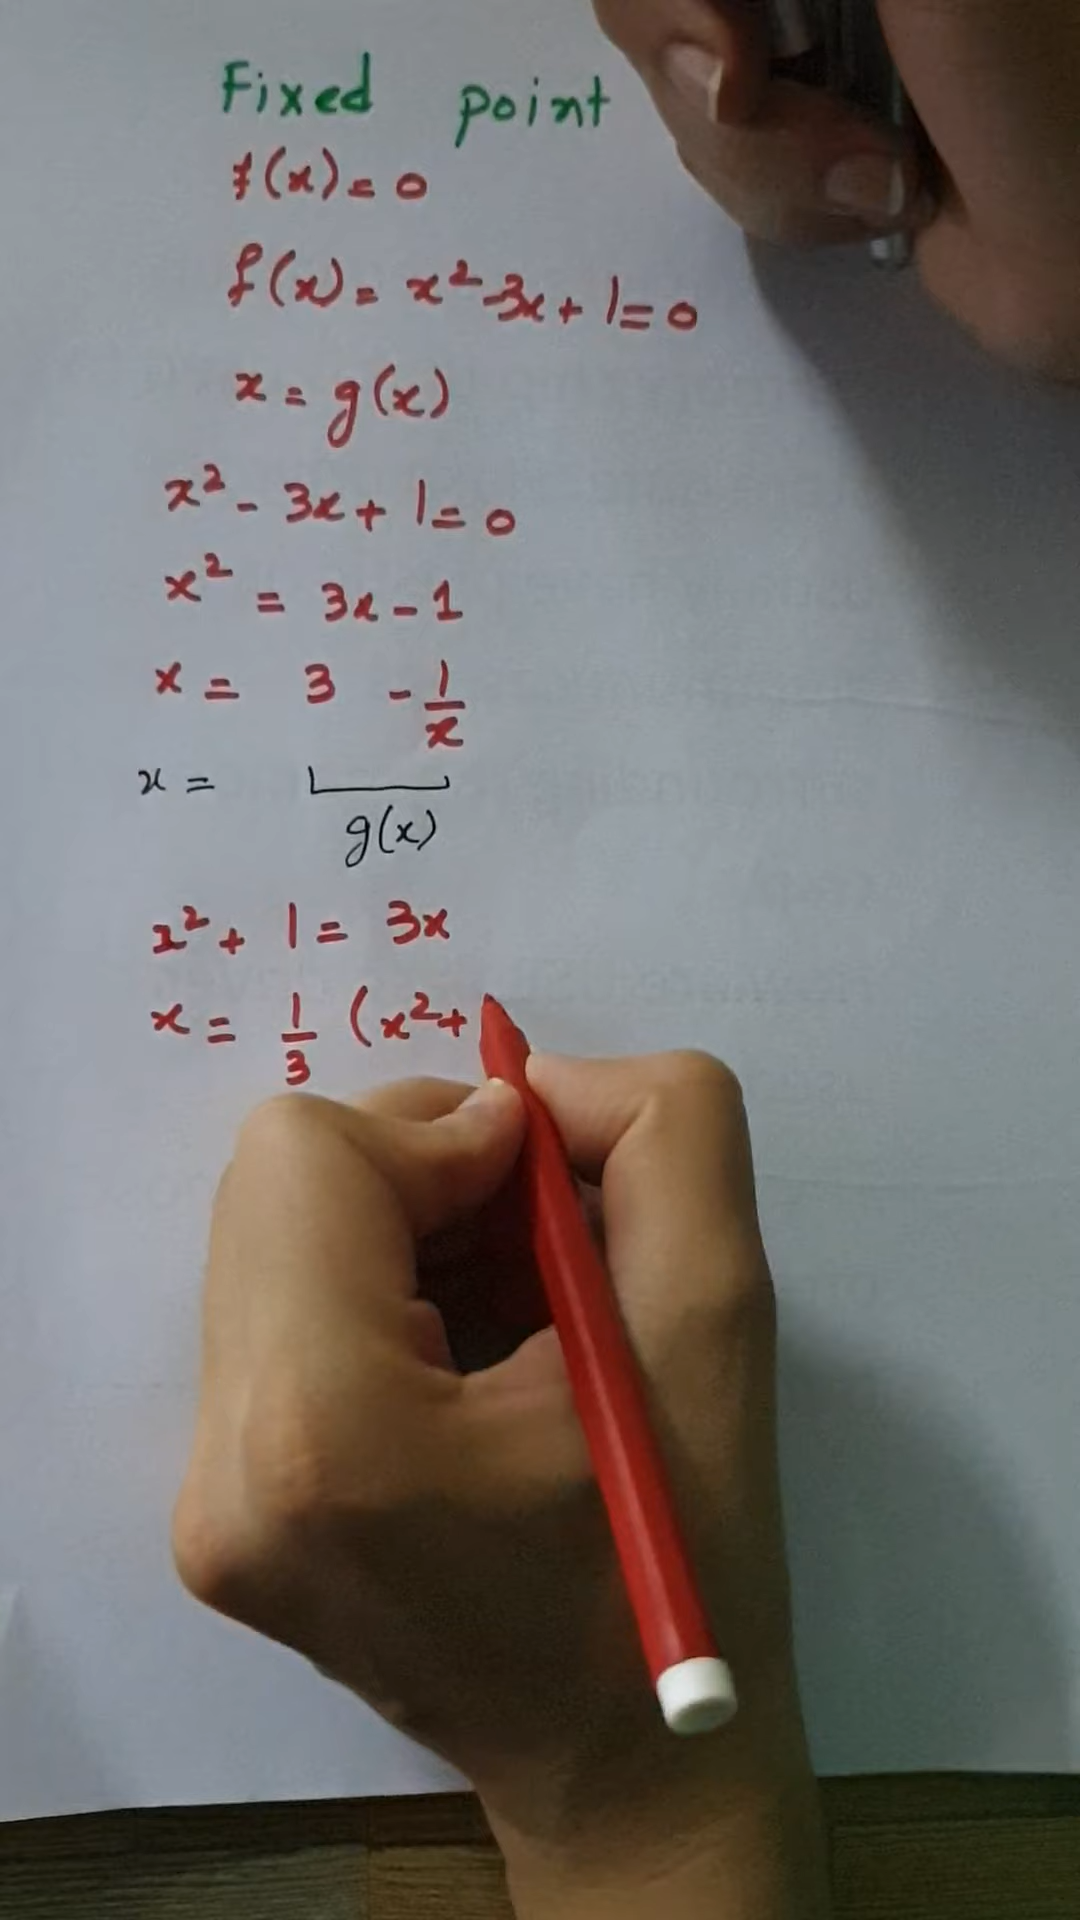 Fixed point
f(x) = 0
f(x) = x² - 3x + 1 = 0
x = g(x)
x² - 3x + 1 = 0
x² = 3x - 1
x = 3 - 1/x
x =
g(x)
x² + 1 = 3x
x = 1/3 (x² +